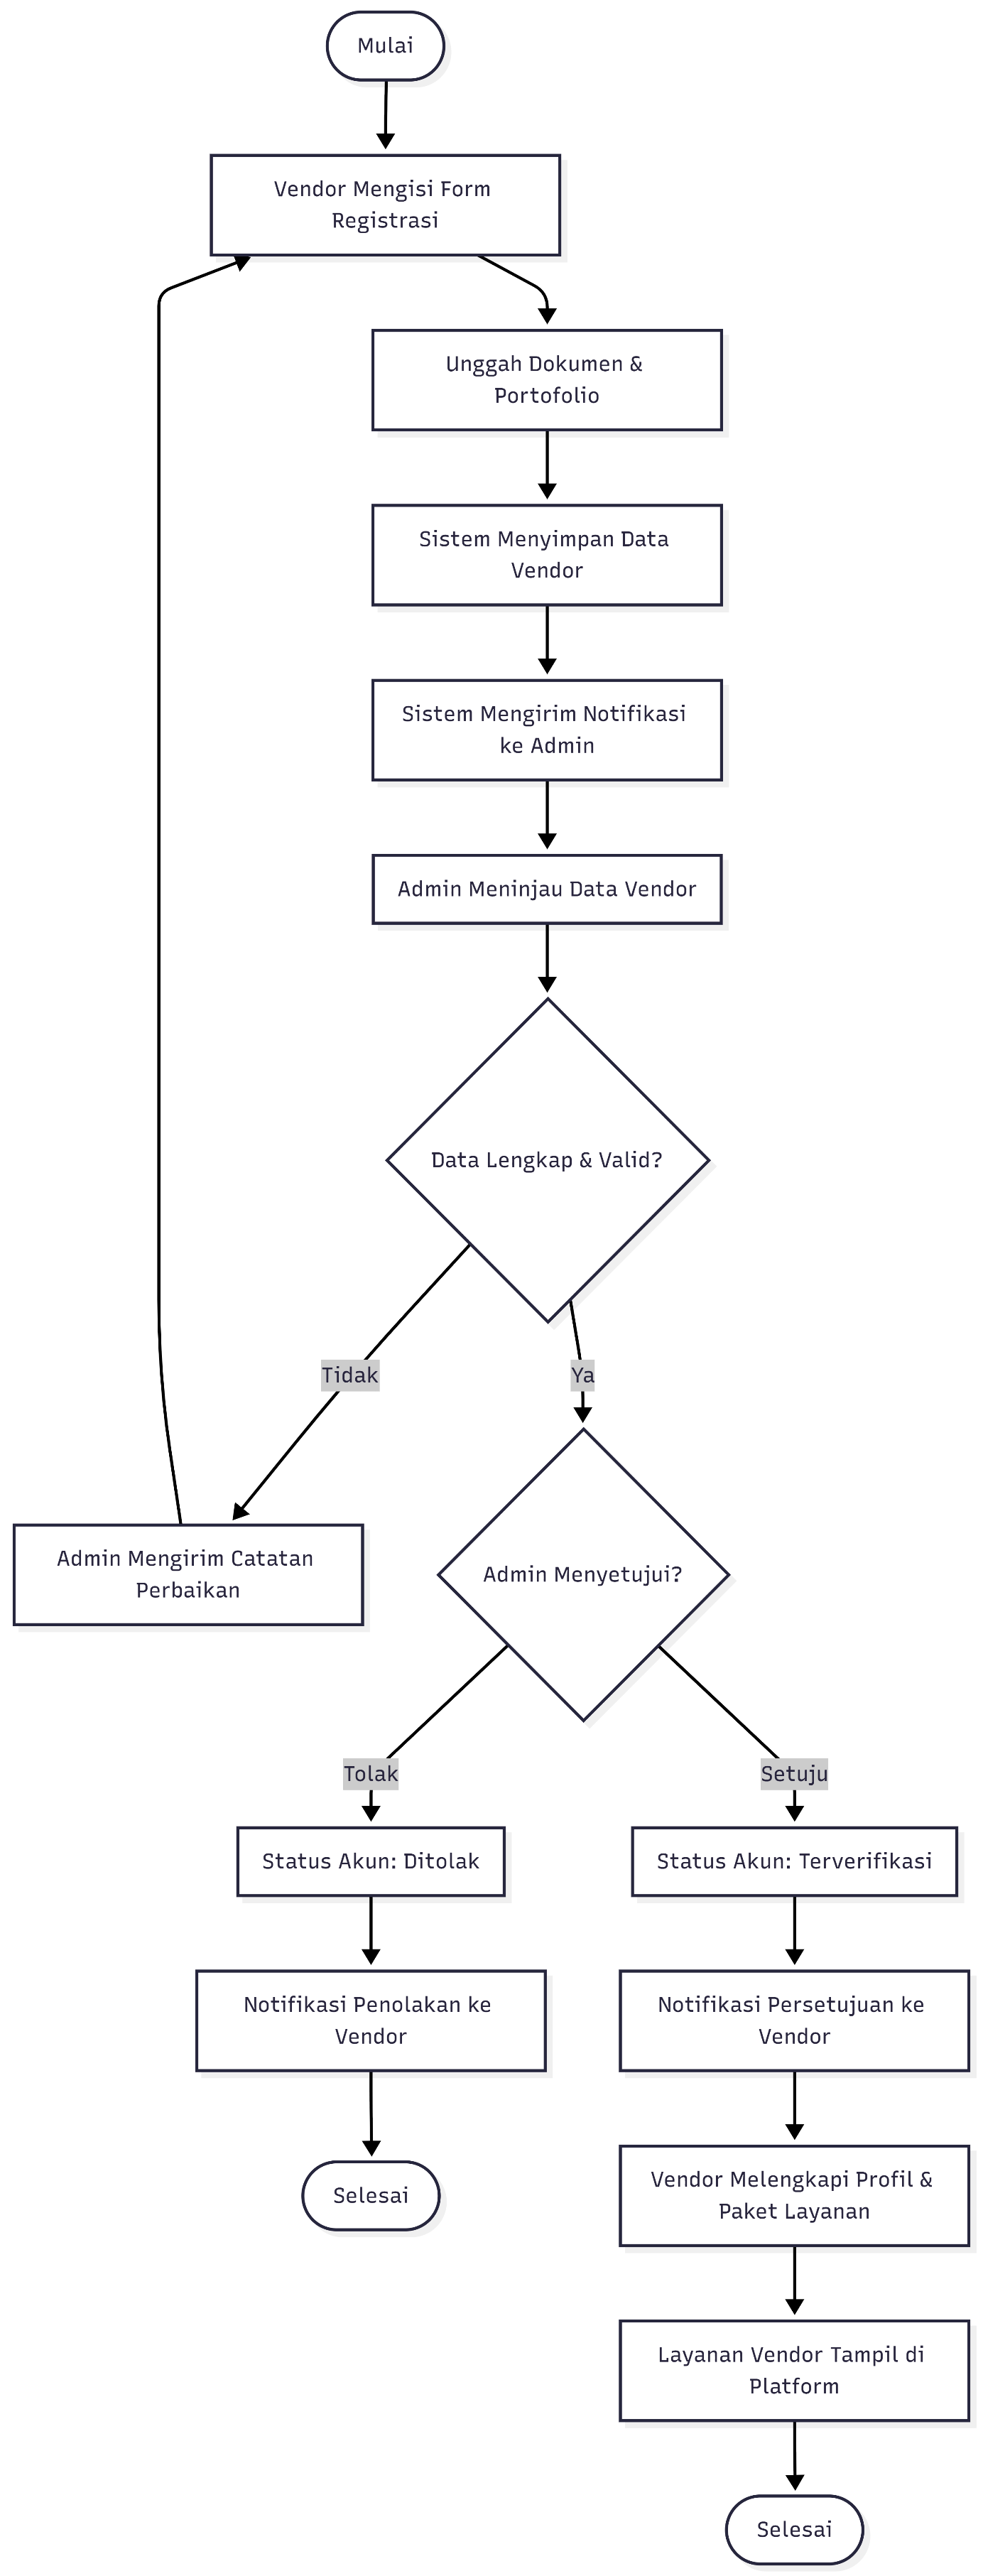 Mulai
Vendor Mengisi Form
Registrasi
Unggah Dokumen &
Portofolio
Sistem Menyimpan Data
Vendor
Sistem Mengirim Notifikasi
ke Admin
Admin Meninjau Data Vendor
Data Lengkap & Valid?
Tidak
Ya
Admin Mengirim Catatan
Perbaikan
Admin Menyetujui?
Tolak
Setuju
Status Akun: Ditolak
Status Akun: Terverifikasi
Notifikasi Penolakan ke
Vendor
Notifikasi Persetujuan ke
Vendor
Selesai
Vendor Melengkapi Profil &
Paket Layanan
Layanan Vendor Tampil di
Platform
Selesai